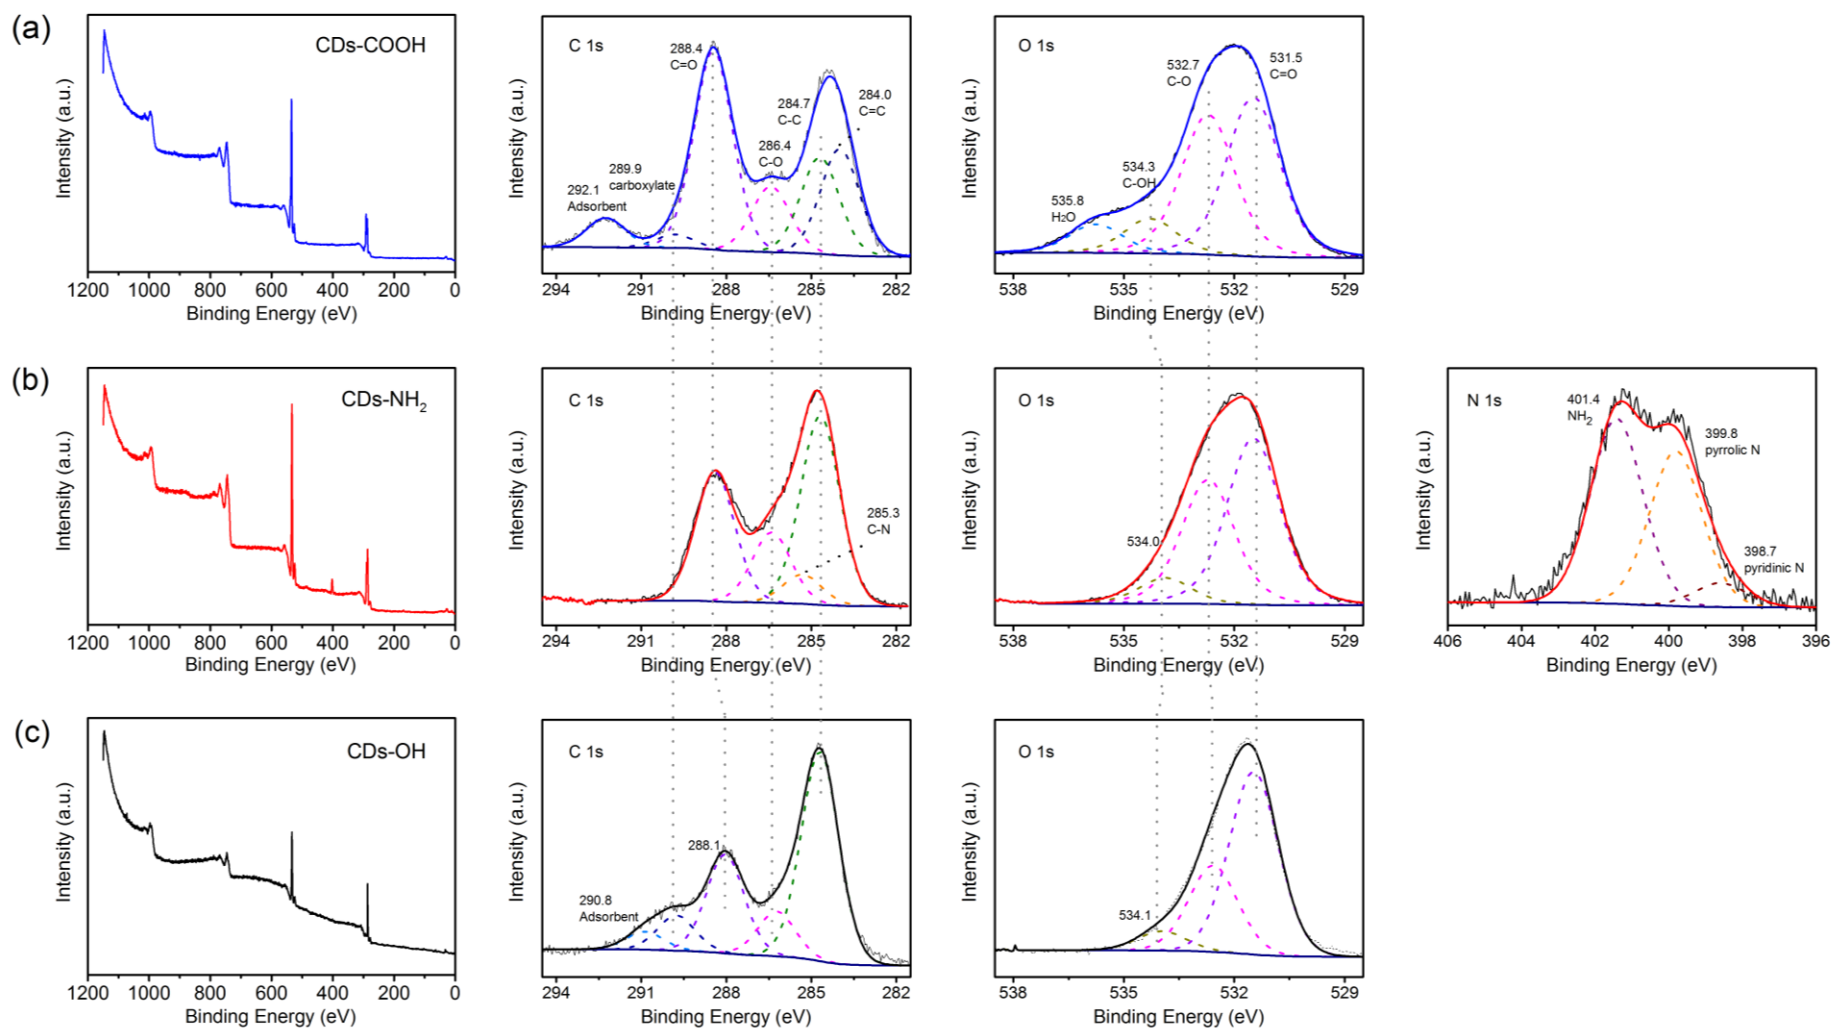 (a)
CDs-COOH
Intensity (a.u.)
1200 1000 800 600 400 200 0
Binding Energy (eV)
C 1s
288.4
C=O
284.7
C-C
284.0
C=C
286.4
C-O
289.9
carboxylate
292.1
Adsorbent
Intensity (a.u.)
294 291 288 285 282
Binding Energy (eV)
O 1s
532.7
C-O
531.5
C=O
534.3
C-OH
535.8
H2O
Intensity (a.u.)
538 535 532 529
Binding Energy (eV)
(b)
CDs-NH2
Intensity (a.u.)
1200 1000 800 600 400 200 0
Binding Energy (eV)
C 1s
285.3
C-N
Intensity (a.u.)
294 291 288 285 282
Binding Energy (eV)
O 1s
534.0
Intensity (a.u.)
538 535 532 529
Binding Energy (eV)
N 1s
401.4
NH2
399.8
pyrrolic N
398.7
pyridinic N
Intensity (a.u.)
406 404 402 400 398 396
Binding Energy (eV)
(c)
CDs-OH
Intensity (a.u.)
1200 1000 800 600 400 200 0
Binding Energy (eV)
C 1s
288.1
290.8
Adsorbent
Intensity (a.u.)
294 291 288 285 282
Binding Energy (eV)
O 1s
534.1
Intensity (a.u.)
538 535 532 529
Binding Energy (eV)